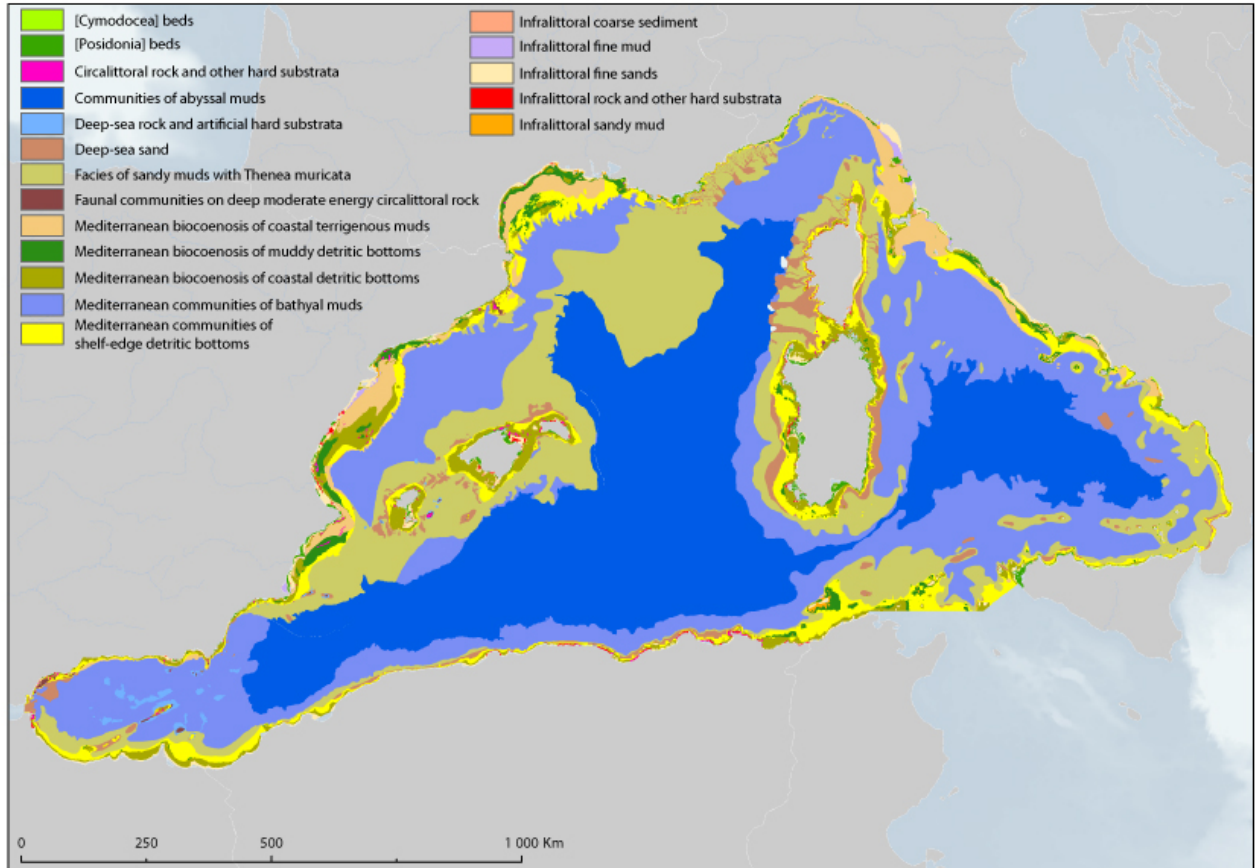 [Cymodocea] beds
[Posidonia] beds
Circalittoral rock and other hard substrata
Communities of abyssal muds
Deep-sea rock and artificial hard substrata
Deep-sea sand
Facies of sandy muds with Thenea muricata
Faunal communities on deep moderate energy circalittoral rock
Mediterranean biocoenosis of coastal terrigenous muds
Mediterranean biocoenosis of muddy detritic bottoms
Mediterranean biocoenosis of coastal detritic bottoms
Mediterranean communities of bathyal muds
Mediterranean communities of
shelf-edge detritic bottoms
Infralittoral coarse sediment
Infralittoral fine mud
Infralittoral fine sands
Infralittoral rock and other hard substrata
Infralittoral sandy mud
0 250 500 1 000 Km